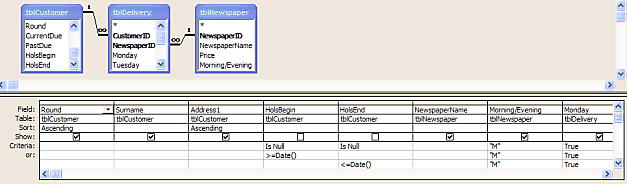 tblCustomer
Round
CurrentDue
PastDue
HolsBegin
HolsEnd
1
∞
tblDelivery
*
CustomerID
NewspaperID
Monday
Tuesday
∞
1
tblNewspaper
*
NewspaperID
NewspaperName
Price
Morning/Evening
Field: Round Surname Address1 HolsBegin HolsEnd NewspaperName Morning/Evening Monday
Table: tblCustomer tblCustomer tblCustomer tblCustomer tblCustomer tblNewspaper tblNewspaper tblDelivery
Sort: Ascending Ascending
Show:
Criteria: Is Null Is Null "M" True
or: >=Date() "M" True
<=Date() "M" True